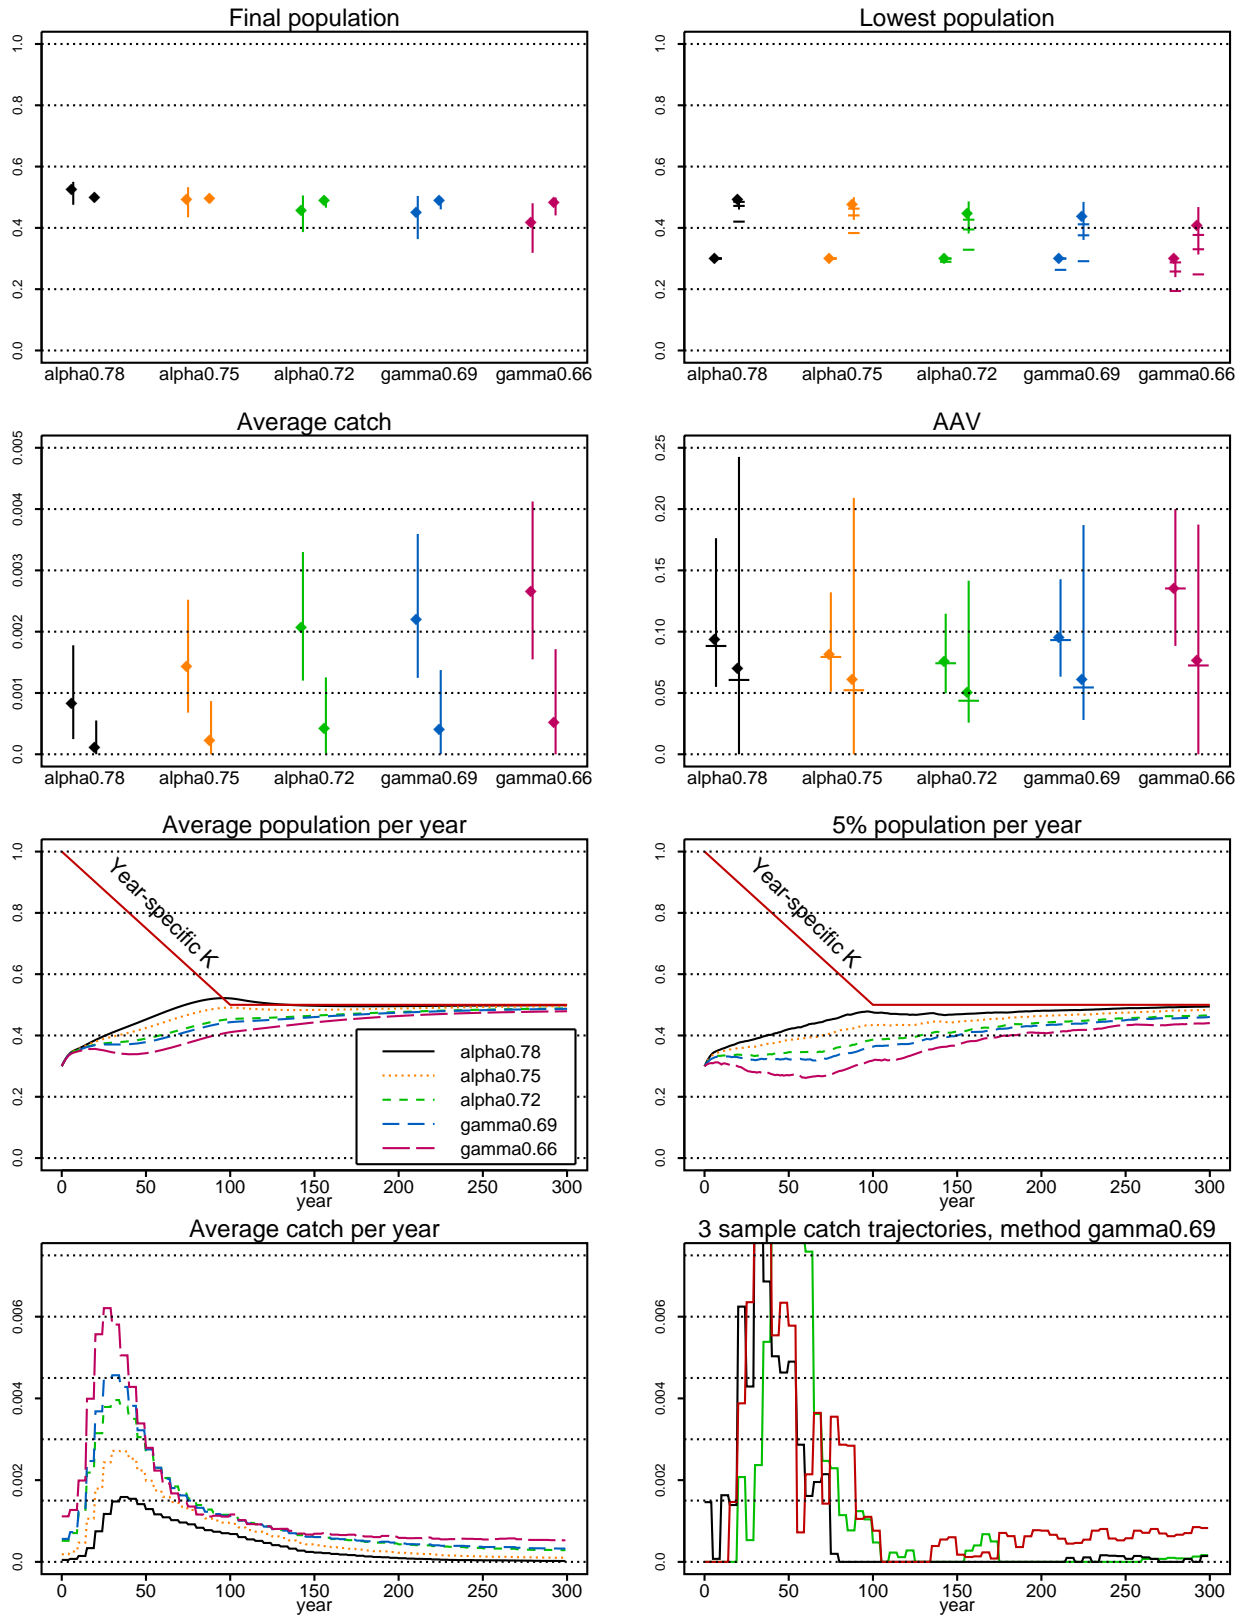 Final population
1.0
0.8
0.6
0.4
0.2
0.0
alpha0.78 alpha0.75 alpha0.72 gamma0.69 gamma0.66
Lowest population
1.0
0.8
0.6
0.4
0.2
0.0
alpha0.78 alpha0.75 alpha0.72 gamma0.69 gamma0.66
Average catch
0.005
0.004
0.003
0.002
0.001
0.0
alpha0.78 alpha0.75 alpha0.72 gamma0.69 gamma0.66
AAV
0.25
0.20
0.15
0.10
0.05
0.0
alpha0.78 alpha0.75 alpha0.72 gamma0.69 gamma0.66
Average population per year
1.0
0.8
0.6
0.4
0.2
0.0
Year-specific K
alpha0.78
alpha0.75
alpha0.72
gamma0.69
gamma0.66
0 50 100 150 200 250 300
year
5% population per year
1.0
0.8
0.6
0.4
0.2
0.0
Year-specific K
0 50 100 150 200 250 300
year
Average catch per year
0.006
0.004
0.002
0.0
0 50 100 150 200 250 300
year
3 sample catch trajectories, method gamma0.69
0.006
0.004
0.002
0.0
0 50 100 150 200 250 300
year